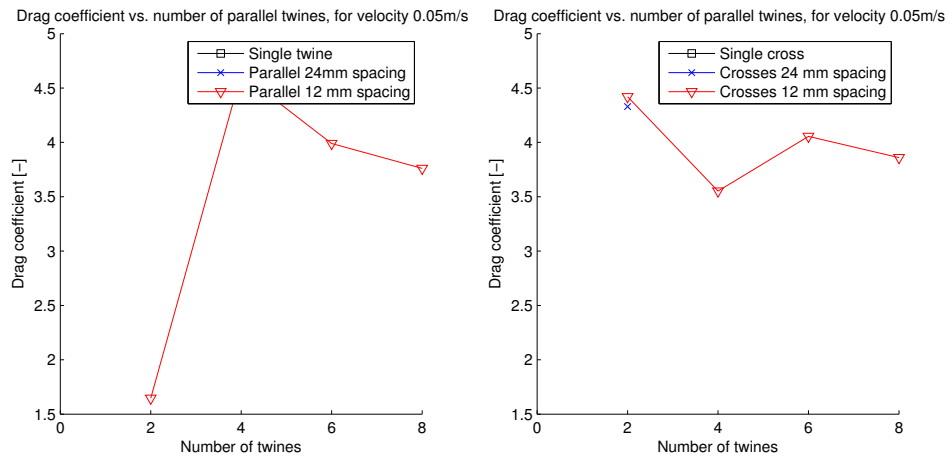 Drag coefficient vs. number of parallel twines, for velocity 0.05m/s
5
4.5
4
3.5
3
2.5
2
1.5
Drag coefficient [−]
Single twine
Parallel 24mm spacing
Parallel 12 mm spacing
0 2 4 6 8
Number of twines
Drag coefficient vs. number of parallel twines, for velocity 0.05m/s
5
4.5
4
3.5
3
2.5
2
1.5
Drag coefficient [−]
Single cross
Crosses 24 mm spacing
Crosses 12 mm spacing
0 2 4 6 8
Number of twines